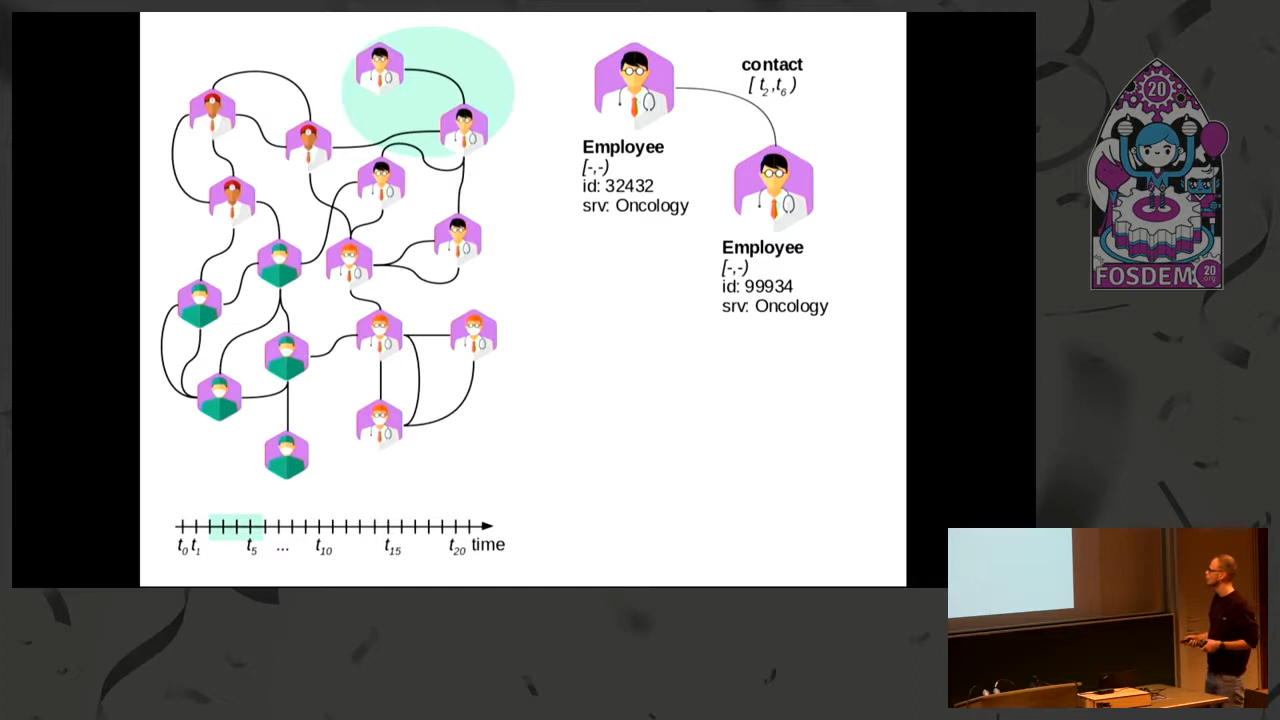 contact
[ t2,t6 )
Employee
[-,-)
id: 32432
srv: Oncology
Employee
[-,-)
id: 99934
srv: Oncology
t0 t1 t5 ... t10 t15 t20 time
20
FOSDEM
20
.org